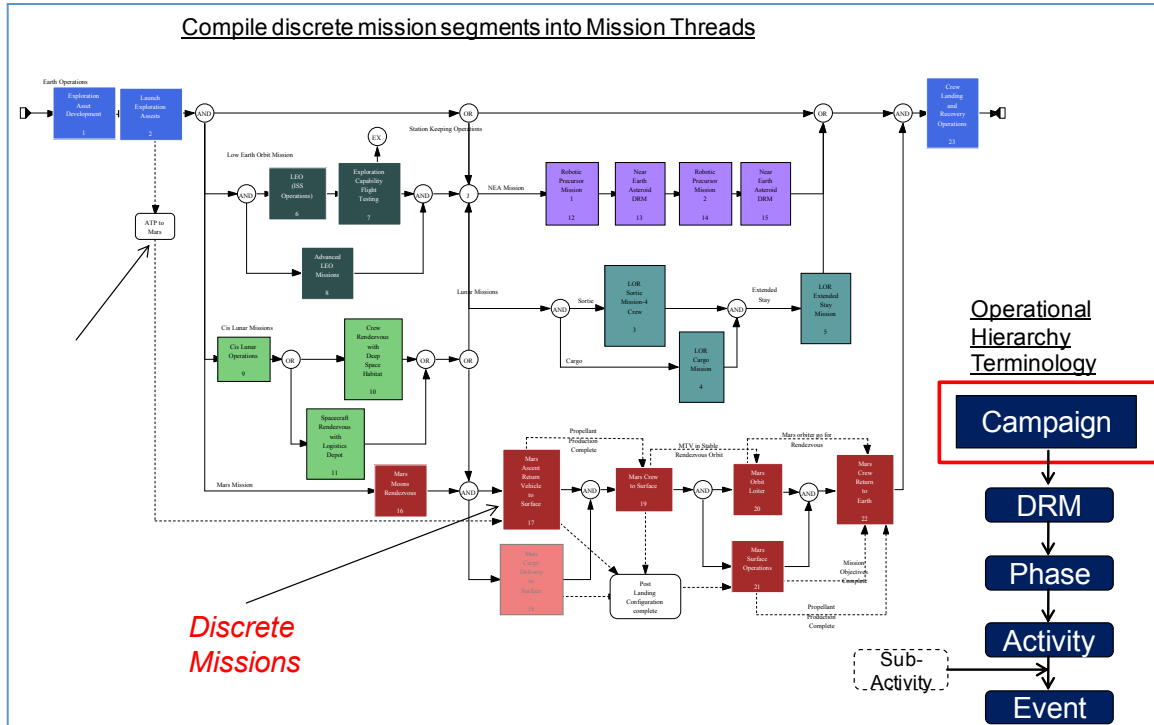 Compile discrete mission segments into Mission Threads
Earth Operations
Exploration
Asset
Development
1
Launch
Exploration
Assests
2
AND
OR
OR
AND
Crew
Landing
and
Recovery
Operations
23
Station Keeping Operations
EX
Low Earth Orbit Mission
AND
LEO
(ISS
Operations)
6
Exploration
Capability
Flight
Testing
7
AND
J
NEA Mission
Robotic
Precursor
Mission
1
12
Near
Earth
Asteroid
DRM
13
Robotic
Precursor
Mission
2
14
Near
Earth
Asteroid
DRM
15
ATP to
Mars
Advanced
LEO
Missions
8
Lunar Missions
AND
Sortie
LOR
Sortie
Mission-4
Crew
3
AND
Extended
Stay
LOR
Extended
Stay
Mission
5
Cargo
LOR
Cargo
Mission
4
Cis Lunar Missions
Cis Lunar
Operations
9
OR
Crew
Rendezvous
with
Deep
Space
Habitat
10
OR
OR
Spacecraft
Rendezvous
with
Logistics
Depot
11
Mars Mission
Mars
Moons
Rendezvous
16
AND
Mars
Ascent
Return
Vehicle
to
Surface
17
Propellant
Production
Complete
AND
Mars Crew
to Surface
19
MTV in Stable
Rendezvous Orbit
AND
Mars
Orbit
Loiter
20
Mars orbiter go for
Rendezvous
AND
Mars
Crew
Return
to
Earth
22
Mars
Cargo
Delivery
to
Surface
18
Post
Landing
Configuration
complete
Mars
Surface
Operations
21
Mission
Objectives
Complete
Propellant
Production
Complete
Discrete
Missions
Operational
Hierarchy
Terminology
Campaign
DRM
Phase
Activity
Sub-
Activity
Event